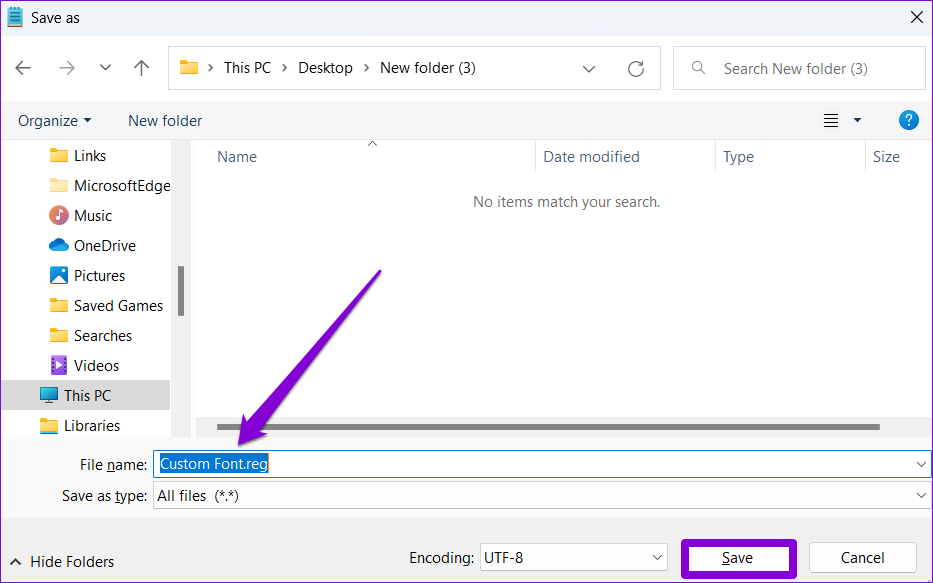 Save as
This PC Desktop New folder (3) Search New folder (3)
Organize New folder ?
Links
MicrosoftEdge
Music
OneDrive
Pictures
Saved Games
Searches
Videos
This PC
Libraries
Name Date modified Type Size
No items match your search.
File name: Custom Font.reg
Save as type: All files (*.*)
Hide Folders Encoding: UTF-8 Save Cancel